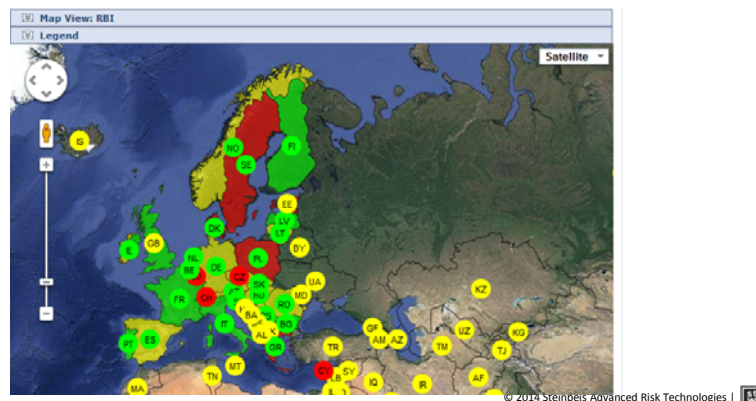 Map View: RBI
Legend
Satellite
IS
NO
FI
SE
EE
LV
DK
LT
IE
GB
BY
NL
BE
DE
PL
CZ
UA
SK
KZ
CH
HU
MD
FR
RO
BA
IT
BG
GE
UZ
KG
AL
AM
AZ
PT
ES
GR
TR
TM
TJ
MT
CY
SY
TN
LB
IQ
IR
AF
MA
IL
© 2014 Steinbeis Advanced Risk Technologies |